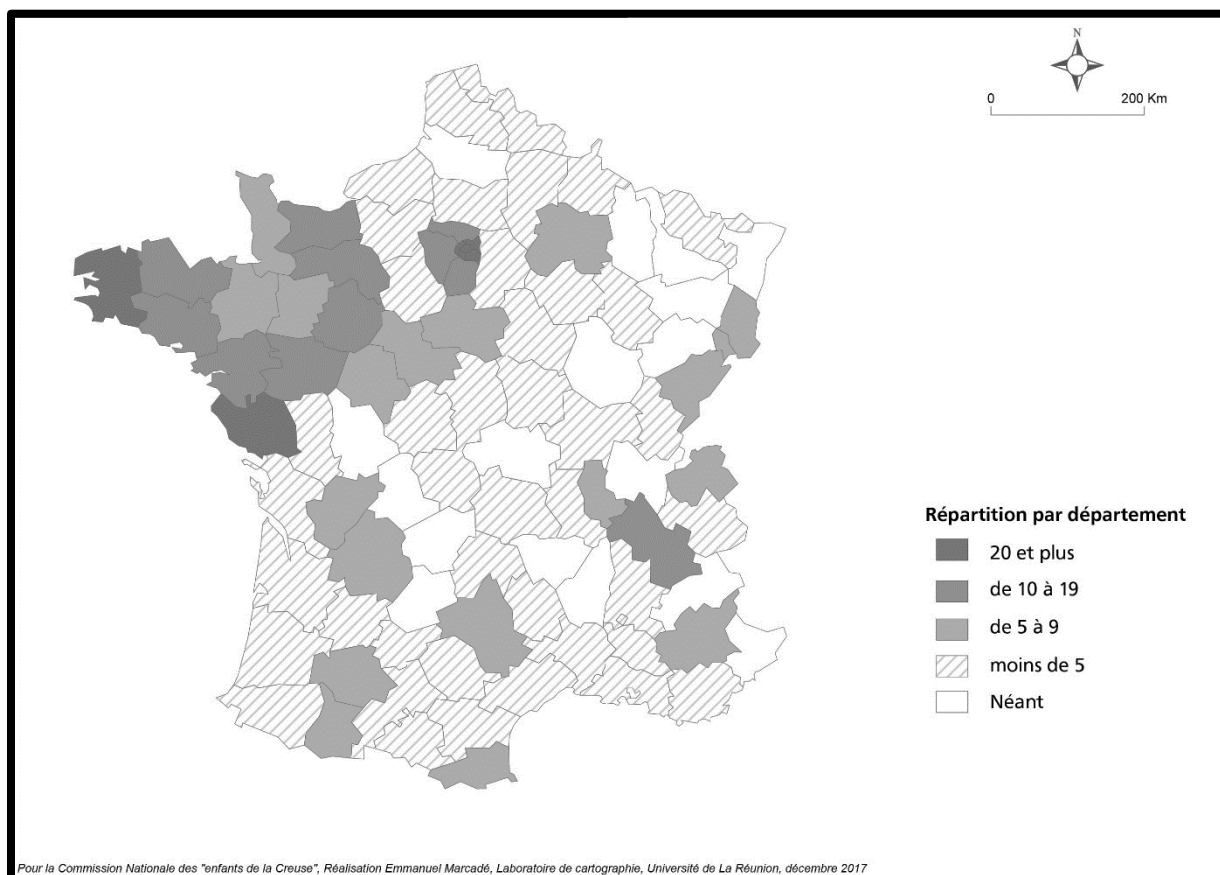 N
0 200 Km
Répartition par département
20 et plus
de 10 à 19
de 5 à 9
moins de 5
Néant
Pour la Commission Nationale des "enfants de la Creuse", Réalisation Emmanuel Marcadé, Laboratoire de cartographie, Université de La Réunion, décembre 2017